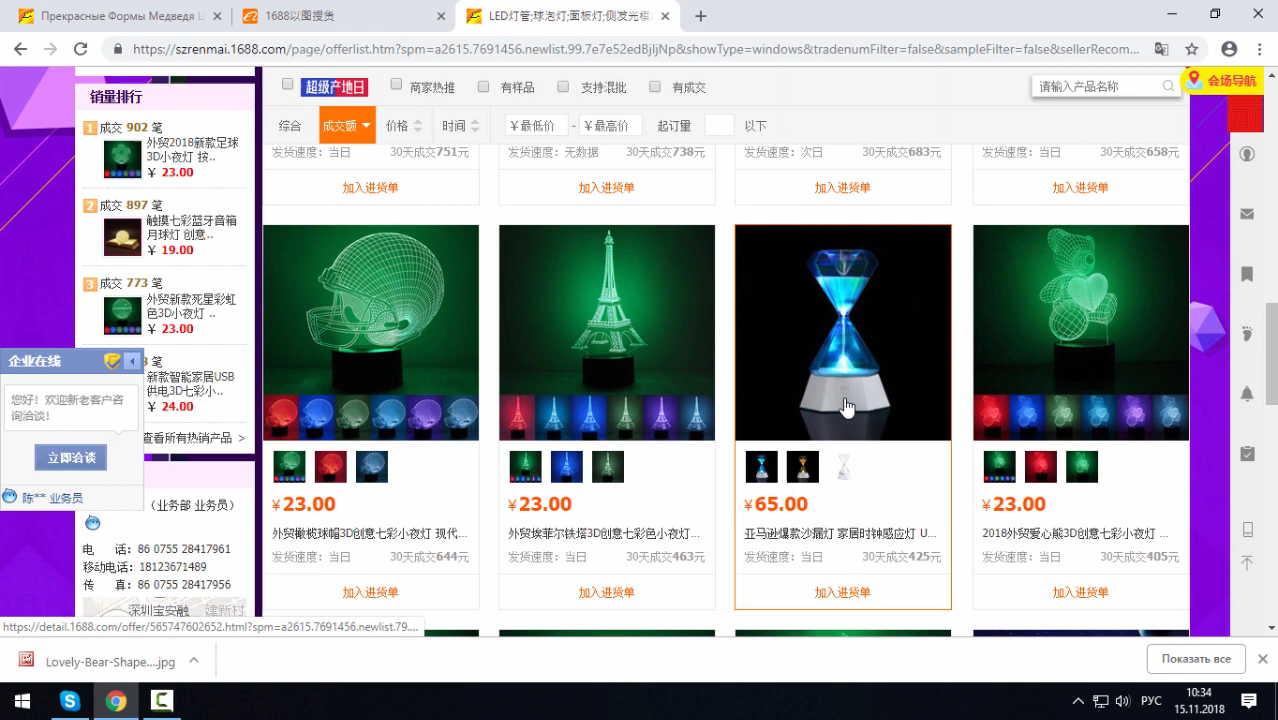 Прекрасные Формы Медведя
1688以图搜货
LED灯管;球泡灯;面板灯;侧发光模
https://szrenmai.1688.com/page/offerlist.htm?spm=a2615.7691456.newlist.99.7e7e52edBjljNp&showType=windows&tradenumFilter=false&sampleFilter=false&sellerRecom...
超级产地日
商家热推
有样品
支持混批
有成交
请输入产品名称
会场导航
综合
成交额
价格
时间
¥最低价
-
¥最高价
起订量
以下
销量排行
1 成交 902 笔
外贸2018新款足球
3D小夜灯 按..
¥ 23.00
2 成交 897 笔
触摸七彩蓝牙音箱
月球灯 创意..
¥ 19.00
3 成交 773 笔
外贸新款死星彩虹
色3D小夜灯 ..
¥ 23.00
3 笔
新款智能家居USB
供电3D七彩小..
¥ 24.00
查看所有热销产品 >
企业在线
您好！欢迎新老客户咨
询洽谈！
立即洽谈
陈** 业务员
（业务部 业务员）
电 话：86 0755 28417961
移动电话：18123671489
传 真：86 0755 28417956
深圳宝安融
建新村
发货速度：当日 30天成交751元
加入进货单
发货速度：无数据 30天成交738元
加入进货单
发货速度：次日 30天成交683元
加入进货单
发货速度：当日 30天成交658元
加入进货单
¥23.00
外贸橄榄球帽3D创意七彩小夜灯 现代...
发货速度：当日 30天成交644元
加入进货单
¥23.00
外贸埃菲尔铁塔3D创意七彩色小夜灯...
发货速度：当日 30天成交463元
加入进货单
¥65.00
亚马逊爆款沙漏灯 家居时钟感应灯 U...
发货速度：当日 30天成交425元
加入进货单
¥23.00
2018外贸爱心熊3D创意七彩小夜灯 ...
发货速度：当日 30天成交405元
加入进货单
https://detail.1688.com/offer/565747602652.html?spm=a2615.7691456.newlist.79....
Lovely-Bear-Shape....jpg
Показать все
РУС
10:34
15.11.2018